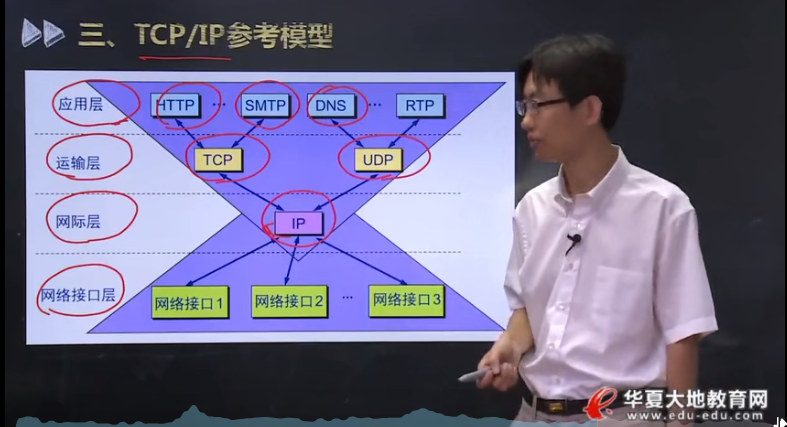 三、TCP/IP参考模型
应用层 HTTP ··· SMTP DNS ··· RTP
运输层 TCP UDP
网际层 IP
网络接口层 网络接口1 网络接口2 ··· 网络接口3
华夏大地教育网
www.edu-edu.com